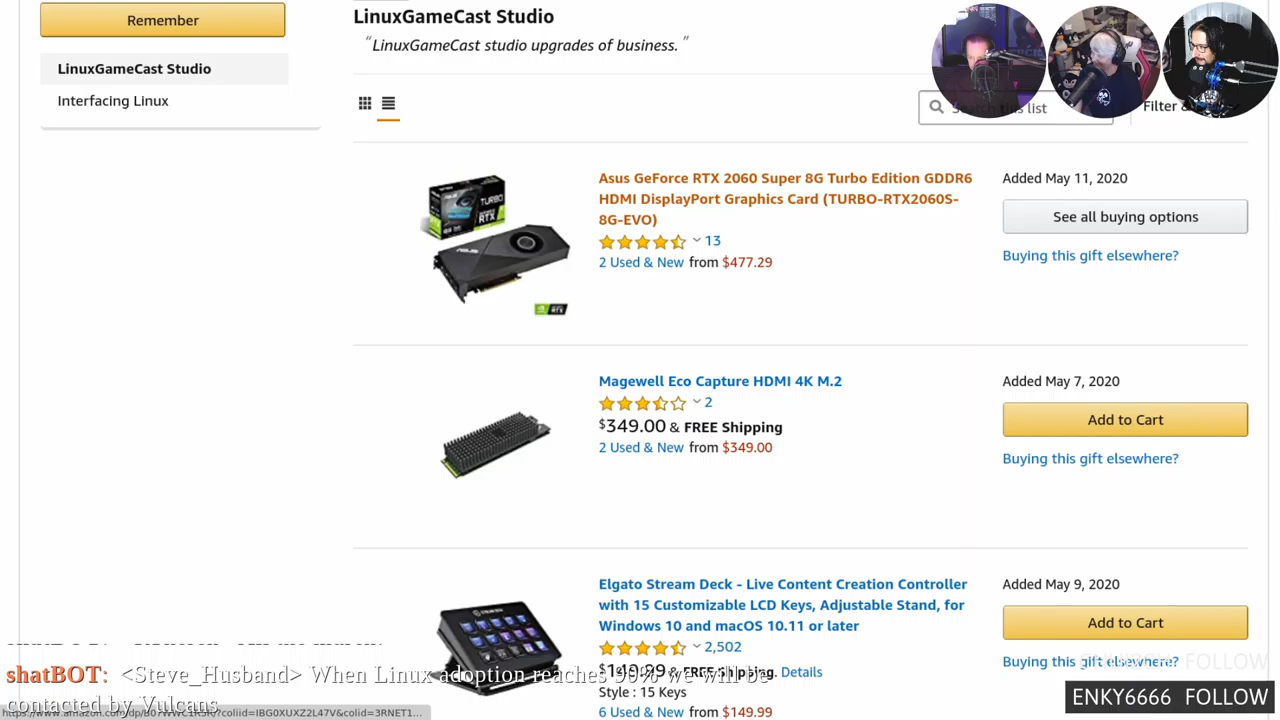 Remember
LinuxGameCast Studio
Interfacing Linux
LinuxGameCast Studio
“LinuxGameCast studio upgrades of business.”
Search this list
Filter &
Asus GeForce RTX 2060 Super 8G Turbo Edition GDDR6
HDMI DisplayPort Graphics Card (TURBO-RTX2060S-
8G-EVO)
13
2 Used & New from $477.29
Added May 11, 2020
See all buying options
Buying this gift elsewhere?
Magewell Eco Capture HDMI 4K M.2
2
$349.00 & FREE Shipping
2 Used & New from $349.00
Added May 7, 2020
Add to Cart
Buying this gift elsewhere?
Elgato Stream Deck - Live Content Creation Controller
with 15 Customizable LCD Keys, Adjustable Stand, for
Windows 10 and macOS 10.11 or later
2,502
& FREE Shipping. Details
Style : 15 Keys
6 Used & New from $149.99
Added May 9, 2020
Add to Cart
Buying this gift elsewhere?
shatBOT: <Steve_Husband> When Linux adoption reaches 90% we will be
contacted by Vulcans
FOLLOW
ENKY6666 FOLLOW